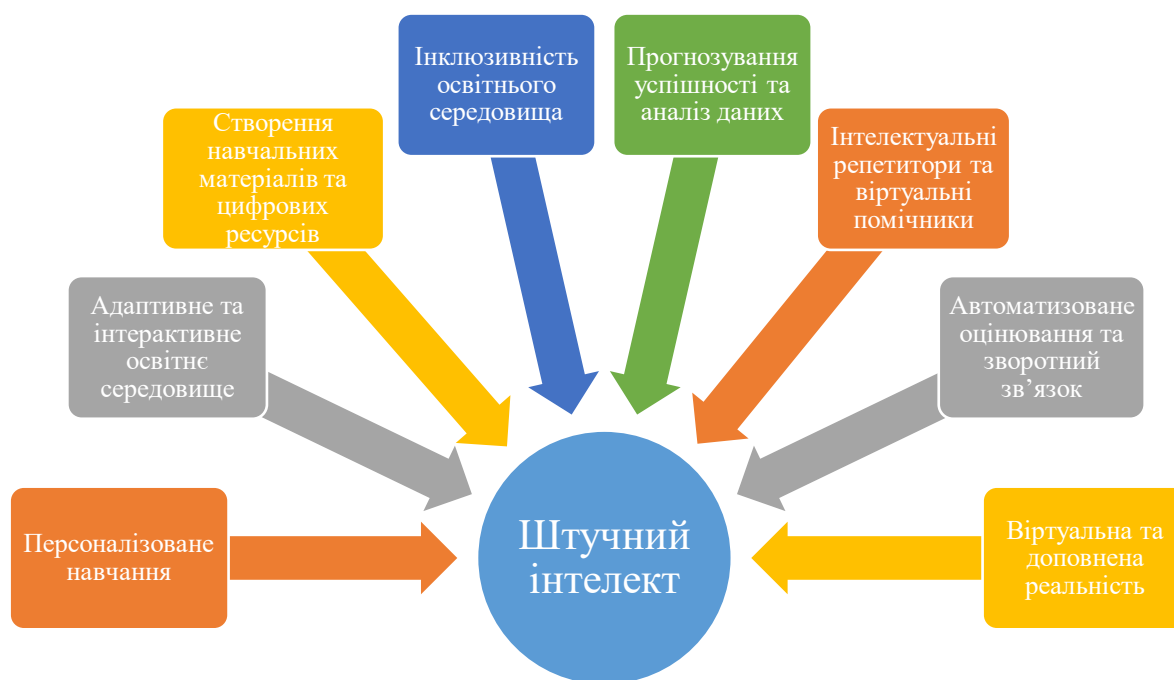 Інклюзивність
освітнього
середовища
Прогнозування
успішності та
аналіз даних
Створення
навчальних
матеріалів та
цифрових
ресурсів
Інтелектуальні
репетитори та
віртуальні
помічники
Адаптивне та
інтерактивне
освітнє
середовище
Автоматизоване
оцінювання та
зворотний
зв’язок
Персоналізоване
навчання
Штучний
інтелект
Віртуальна та
доповнена
реальність